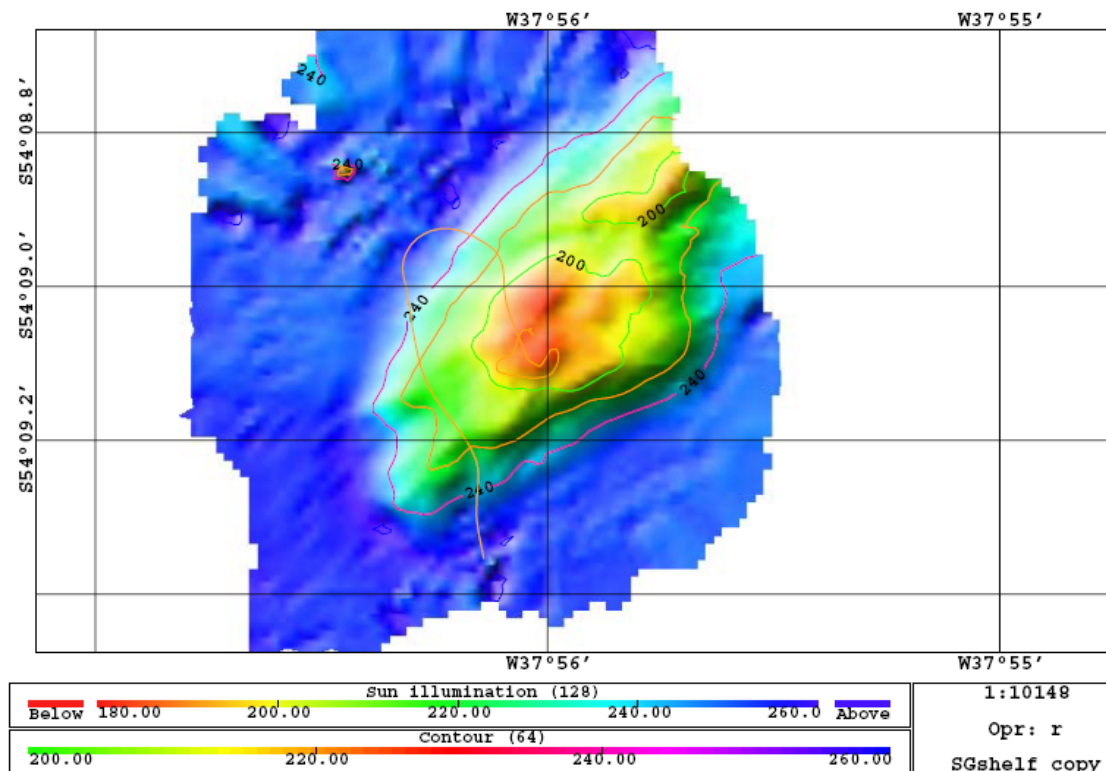 W37°56′ W37°55′
S54°08.8′
240
240
200
S54°09.0′
200
240
240
S54°09.2′
240
W37°56′ W37°55′
Sun illumination (128)
Below 180.00 200.00 220.00 240.00 260.0 Above
Contour (64)
200.00 220.00 240.00 260.00
1:10148
Opr: r
SGshelf copy